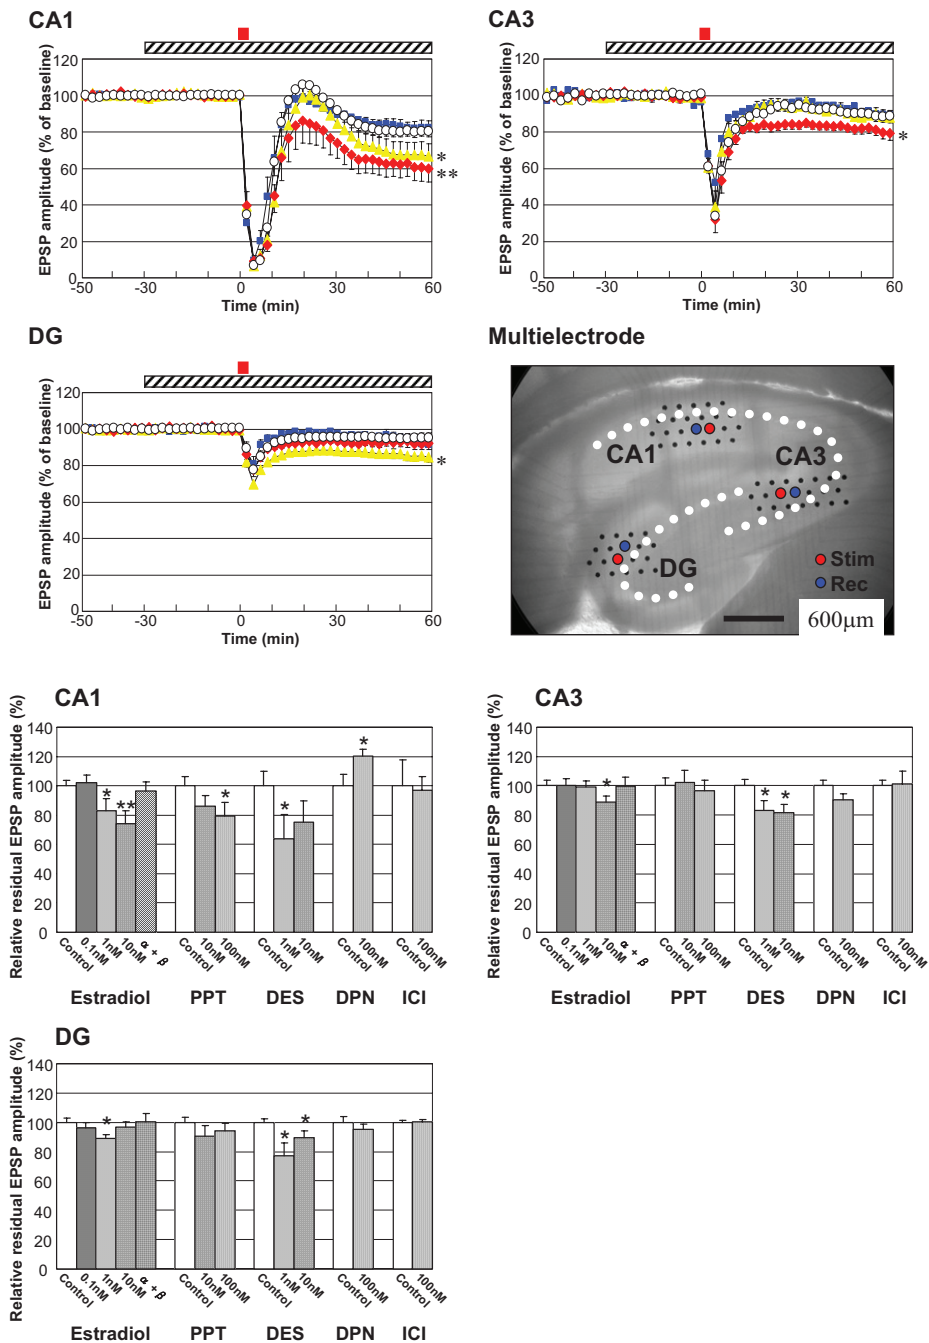 CA1
EPSP amplitude (% of baseline)
120
100
80
60
40
20
0
-50
-30
0
30
60
Time (min)
*
**
CA3
EPSP amplitude (% of baseline)
120
100
80
60
40
20
0
-50
-30
0
30
60
Time (min)
*
DG
EPSP amplitude (% of baseline)
120
100
80
60
40
20
0
-50
-30
0
30
60
Time (min)
*
Multielectrode
CA1
CA3
DG
Stim
Rec
600μm
CA1
Relative residual EPSP amplitude (%)
140
120
100
80
60
40
20
0
*
**
*
*
*
Control
0.1nM
1nM
10nM
α + β
Control
10nM
100nM
Control
1nM
10nM
Control
100nM
Control
100nM
Estradiol
PPT
DES
DPN
ICI
CA3
Relative residual EPSP amplitude (%)
140
120
100
80
60
40
20
0
*
*
*
Control
0.1nM
1nM
10nM
α + β
Control
10nM
100nM
Control
1nM
10nM
Control
100nM
Control
100nM
Estradiol
PPT
DES
DPN
ICI
DG
Relative residual EPSP amplitude (%)
140
120
100
80
60
40
20
0
*
*
*
Control
0.1nM
1nM
10nM
α + β
Control
10nM
100nM
Control
1nM
10nM
Control
100nM
Control
100nM
Estradiol
PPT
DES
DPN
ICI